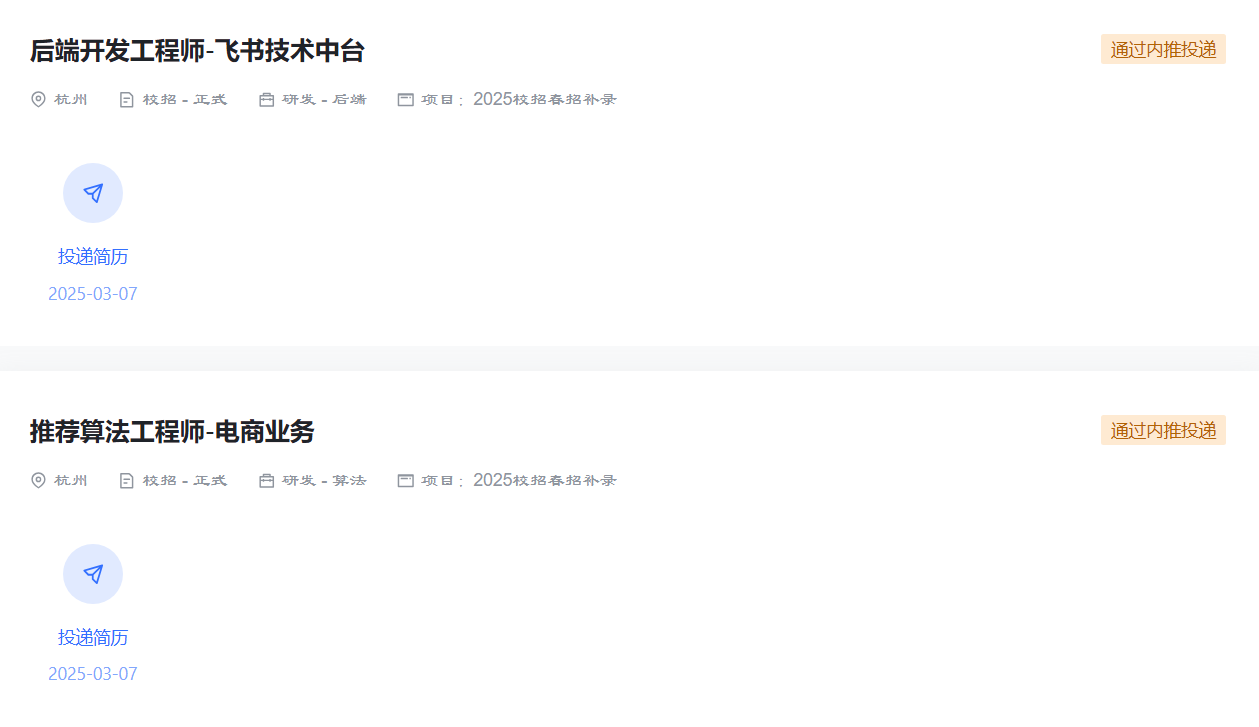 后端开发工程师-飞书技术中台
通过内推投递
杭州 校招 - 正式 研发 - 后端 项目：2025校招春招补录
投递简历
2025-03-07
推荐算法工程师-电商业务
通过内推投递
杭州 校招 - 正式 研发 - 算法 项目：2025校招春招补录
投递简历
2025-03-07